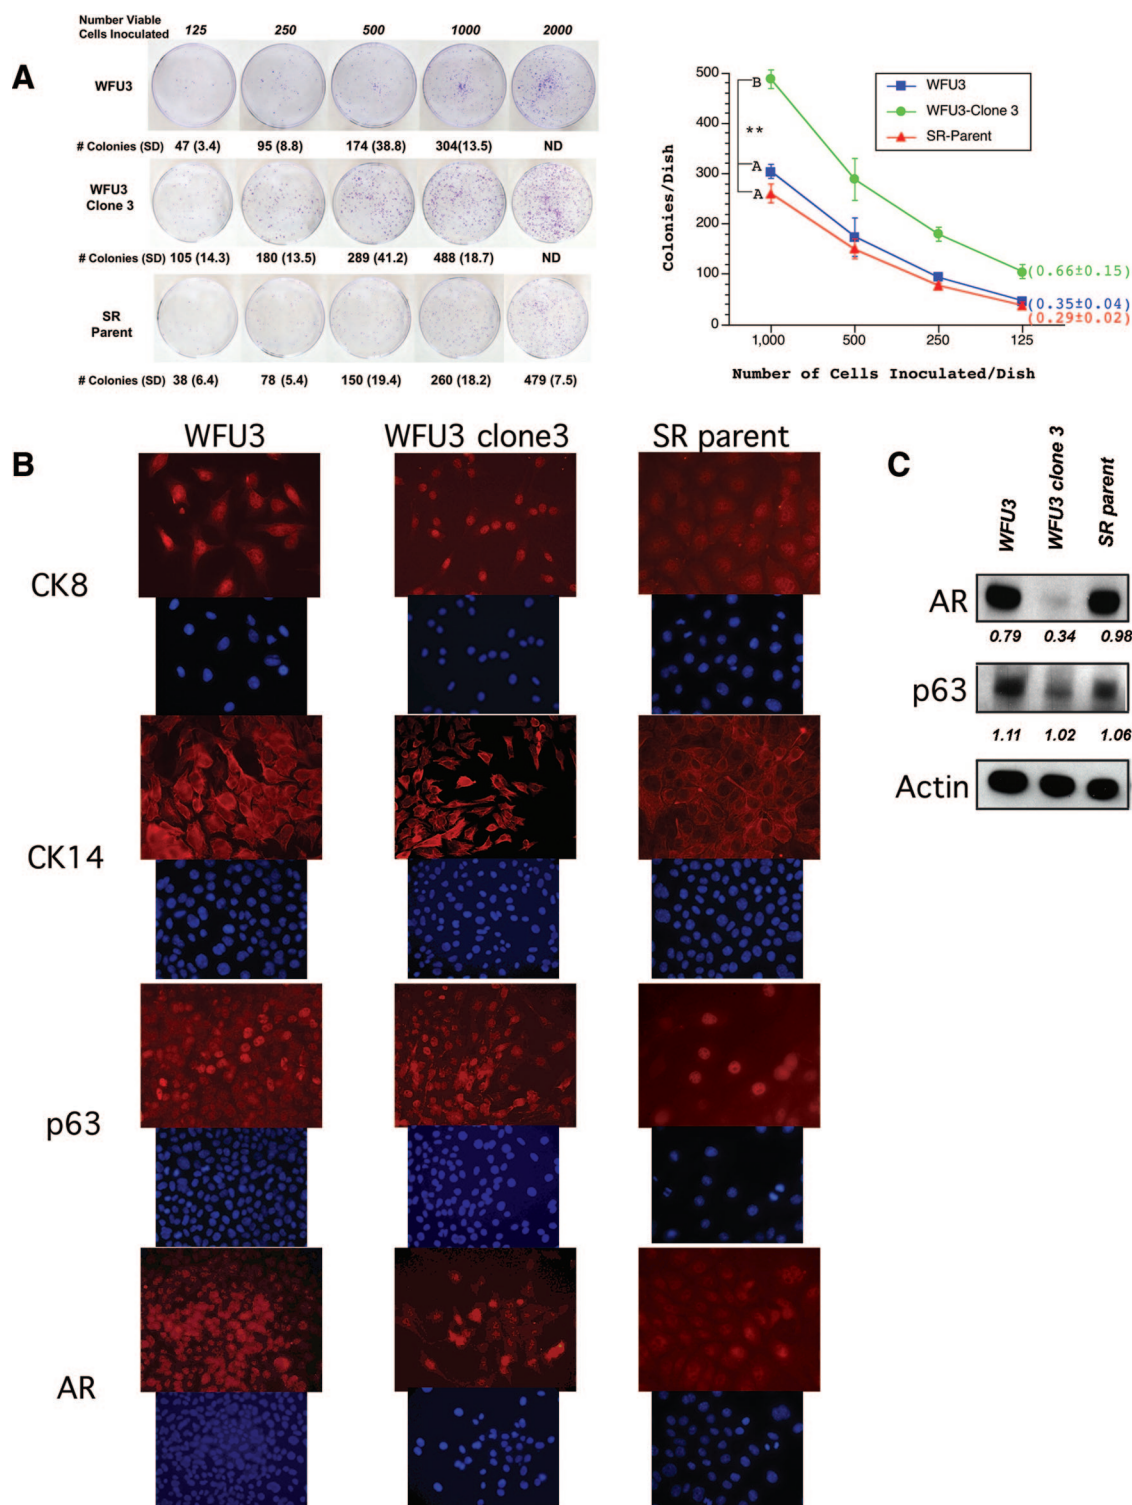 A
Number Viable
Cells Inoculated
125 250 500 1000 2000
WFU3
# Colonies (SD) 47 (3.4) 95 (8.8) 174 (38.8) 304(13.5) ND
WFU3
Clone 3
# Colonies (SD) 105 (14.3) 180 (13.5) 289 (41.2) 488 (18.7) ND
SR
Parent
# Colonies (SD) 38 (6.4) 78 (5.4) 150 (19.4) 260 (18.2) 479 (7.5)
Colonies/Dish
500
400
300
200
100
0
B
**
A
A
WFU3
WFU3-Clone 3
SR-Parent
(0.66±0.15)
(0.35±0.04)
(0.29±0.02)
1,000 500 250 125
Number of Cells Inoculated/Dish
B
WFU3 WFU3 clone3 SR parent
CK8
CK14
p63
AR
C
WFU3 WFU3 clone 3 SR parent
AR
0.79 0.34 0.98
p63
1.11 1.02 1.06
Actin